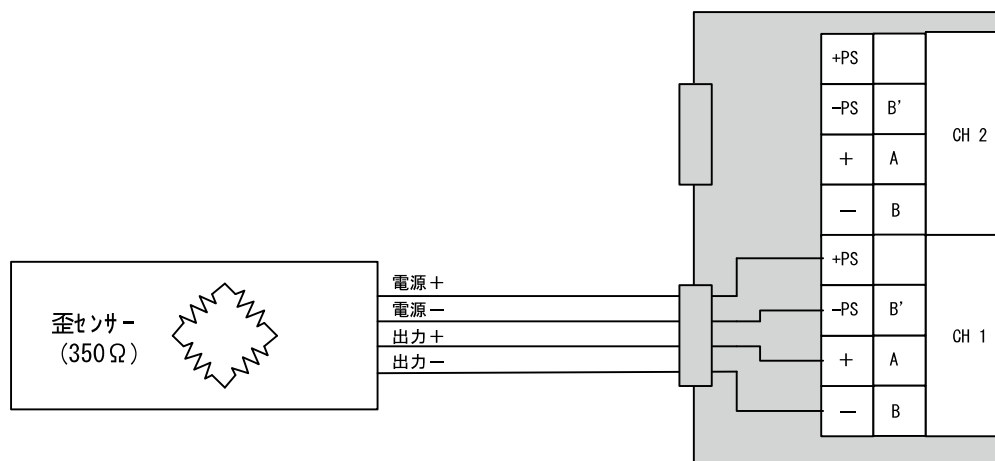 歪センサー
(350Ω)
電源+
電源-
出力+
出力-
+PS
-PS B'
+ A
- B
CH 2
+PS
-PS B'
+ A
- B
CH 1